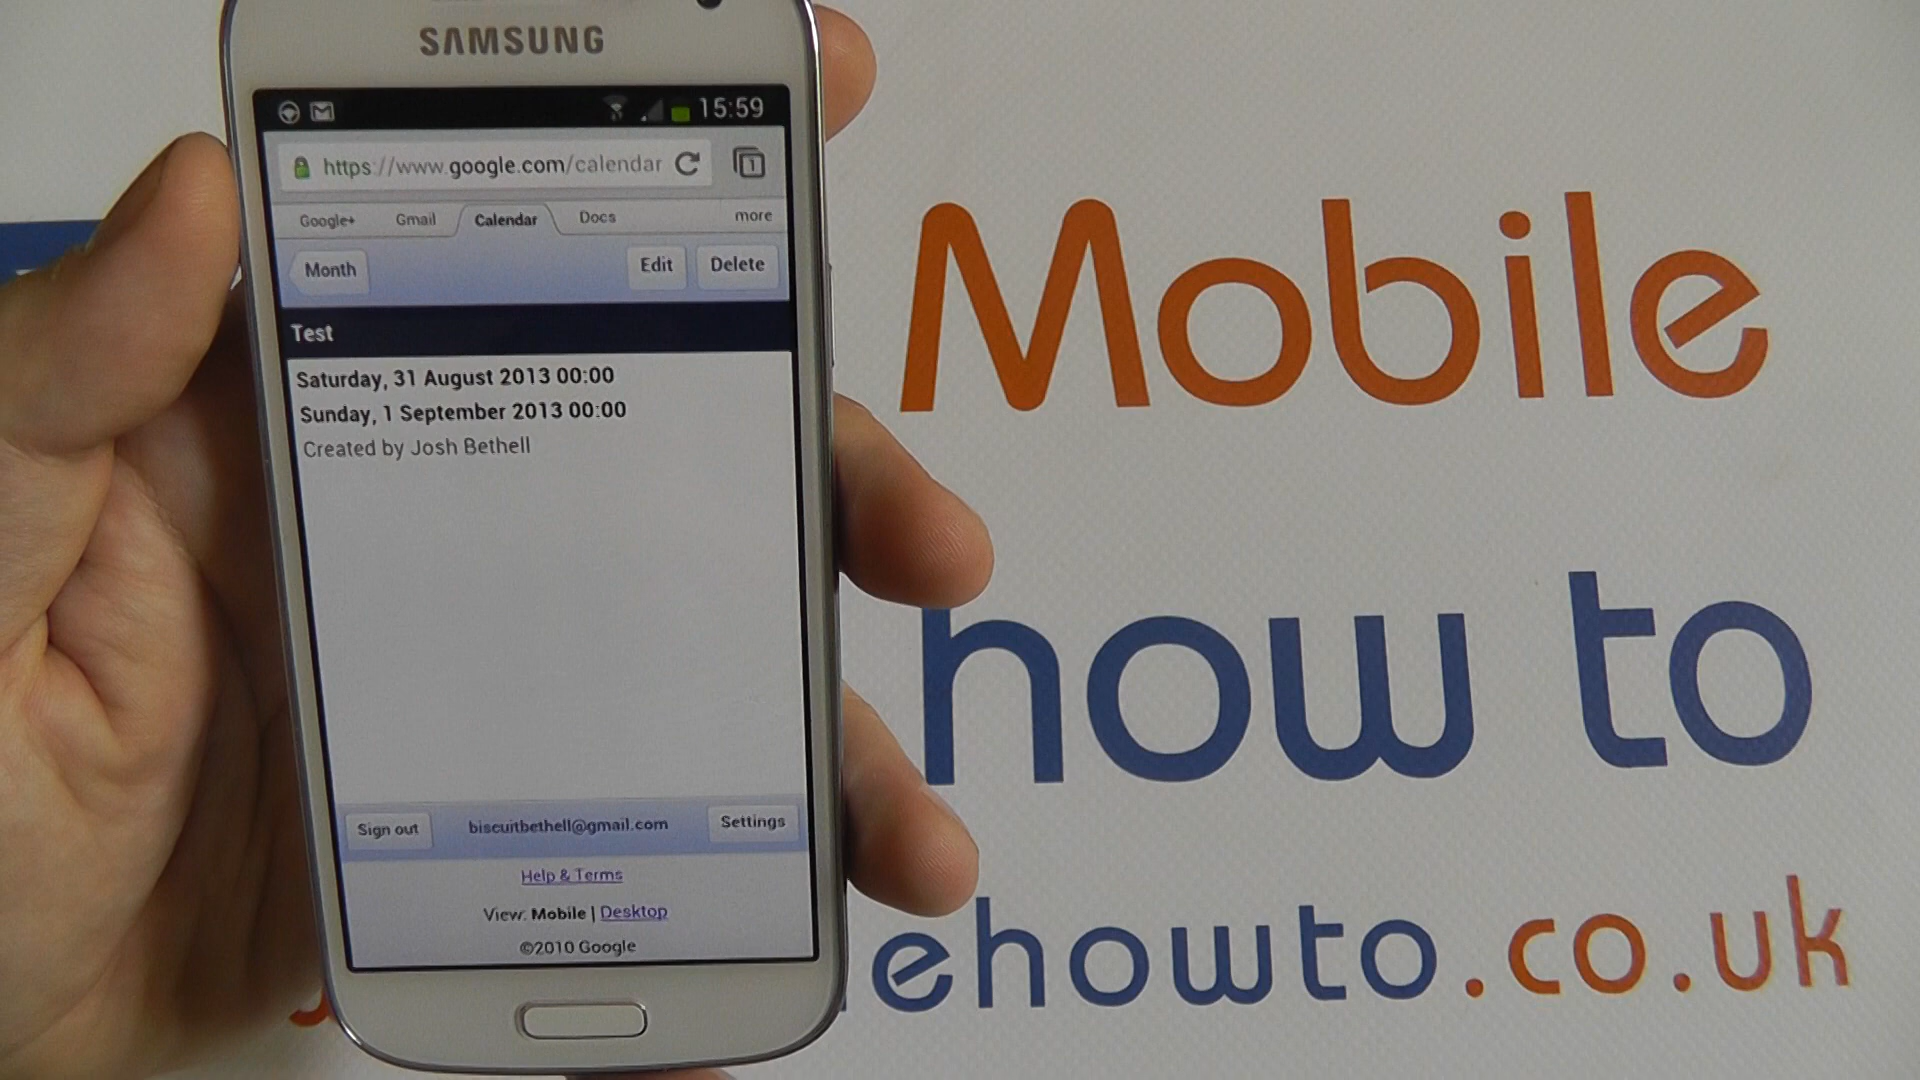 SAMSUNG
15:59
https://www.google.com/calendar
1
Google+ Gmail Calendar Docs more
Month Edit Delete
Test
Saturday, 31 August 2013 00:00
Sunday, 1 September 2013 00:00
Created by Josh Bethell
Sign out biscuitbethell@gmail.com Settings
Help & Terms
View: Mobile | Desktop
©2010 Google
Mobile
how to
ehowto.co.uk